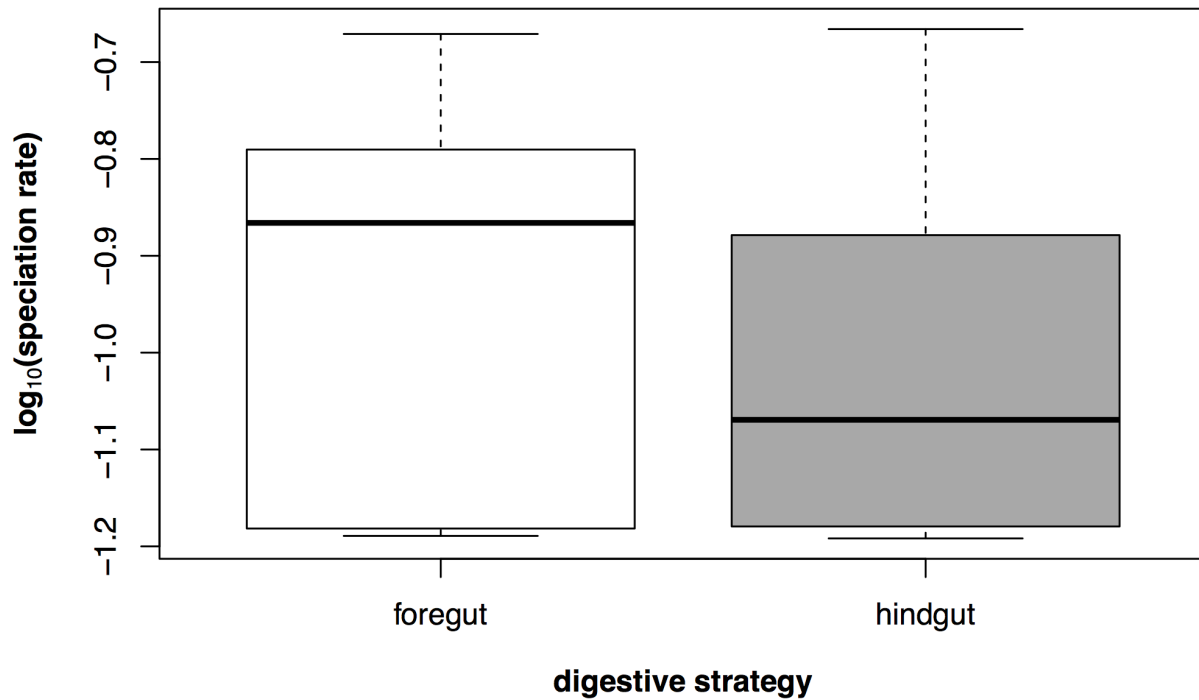 log₁₀(speciation rate)
−0.7
−0.8
−0.9
−1.0
−1.1
−1.2
foregut
hindgut
digestive strategy